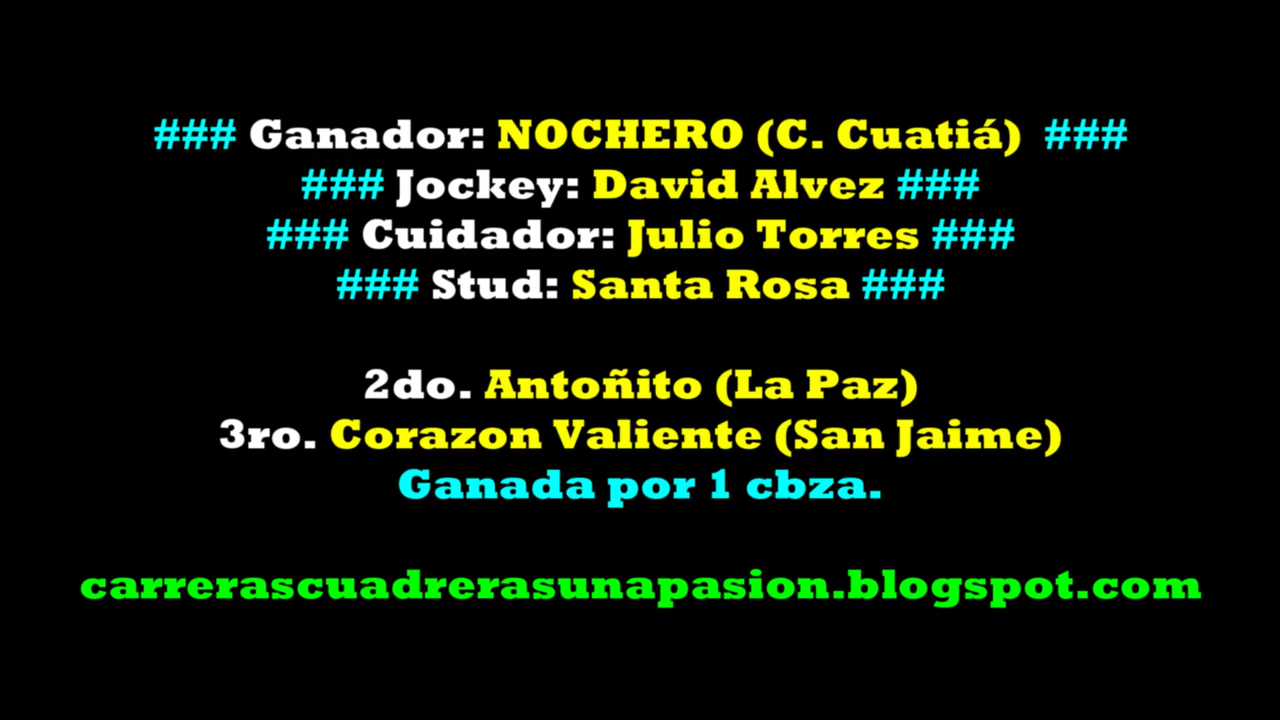 ### Ganador: NOCHERO (C. Cuatiá) ###
### Jockey: David Alvez ###
### Cuidador: Julio Torres ###
### Stud: Santa Rosa ###
2do. Antoñito (La Paz)
3ro. Corazon Valiente (San Jaime)
Ganada por 1 cbza.
carrerascuadrerasunapasion.blogspot.com